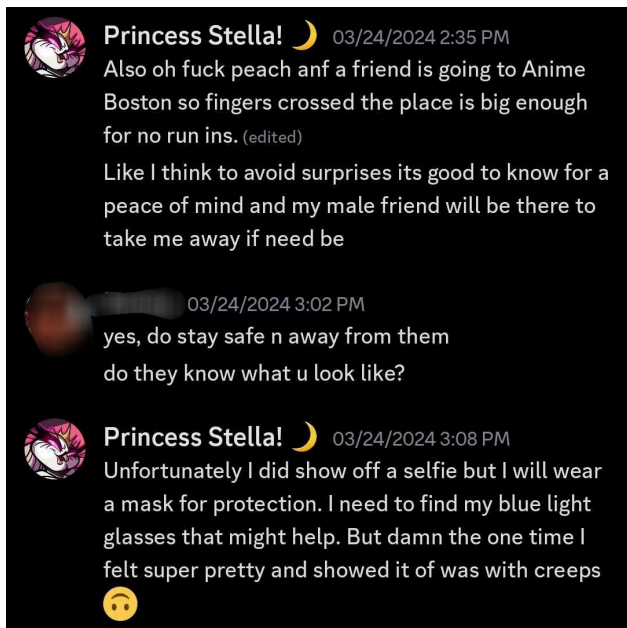 Princess Stella! 🌙 03/24/2024 2:35 PM
Also oh fuck peach anf a friend is going to Anime
Boston so fingers crossed the place is big enough
for no run ins. (edited)
Like I think to avoid surprises its good to know for a
peace of mind and my male friend will be there to
take me away if need be
03/24/2024 3:02 PM
yes, do stay safe n away from them
do they know what u look like?
Princess Stella! 🌙 03/24/2024 3:08 PM
Unfortunately I did show off a selfie but I will wear
a mask for protection. I need to find my blue light
glasses that might help. But damn the one time I
felt super pretty and showed it of was with creeps
🙃